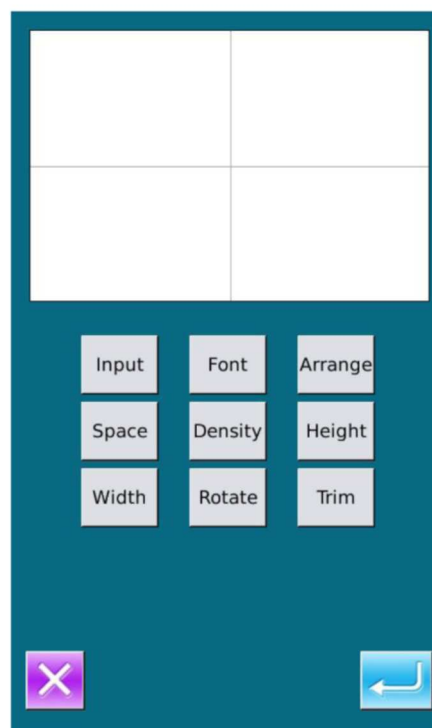 Input Font Arrange
Space Density Height
Width Rotate Trim